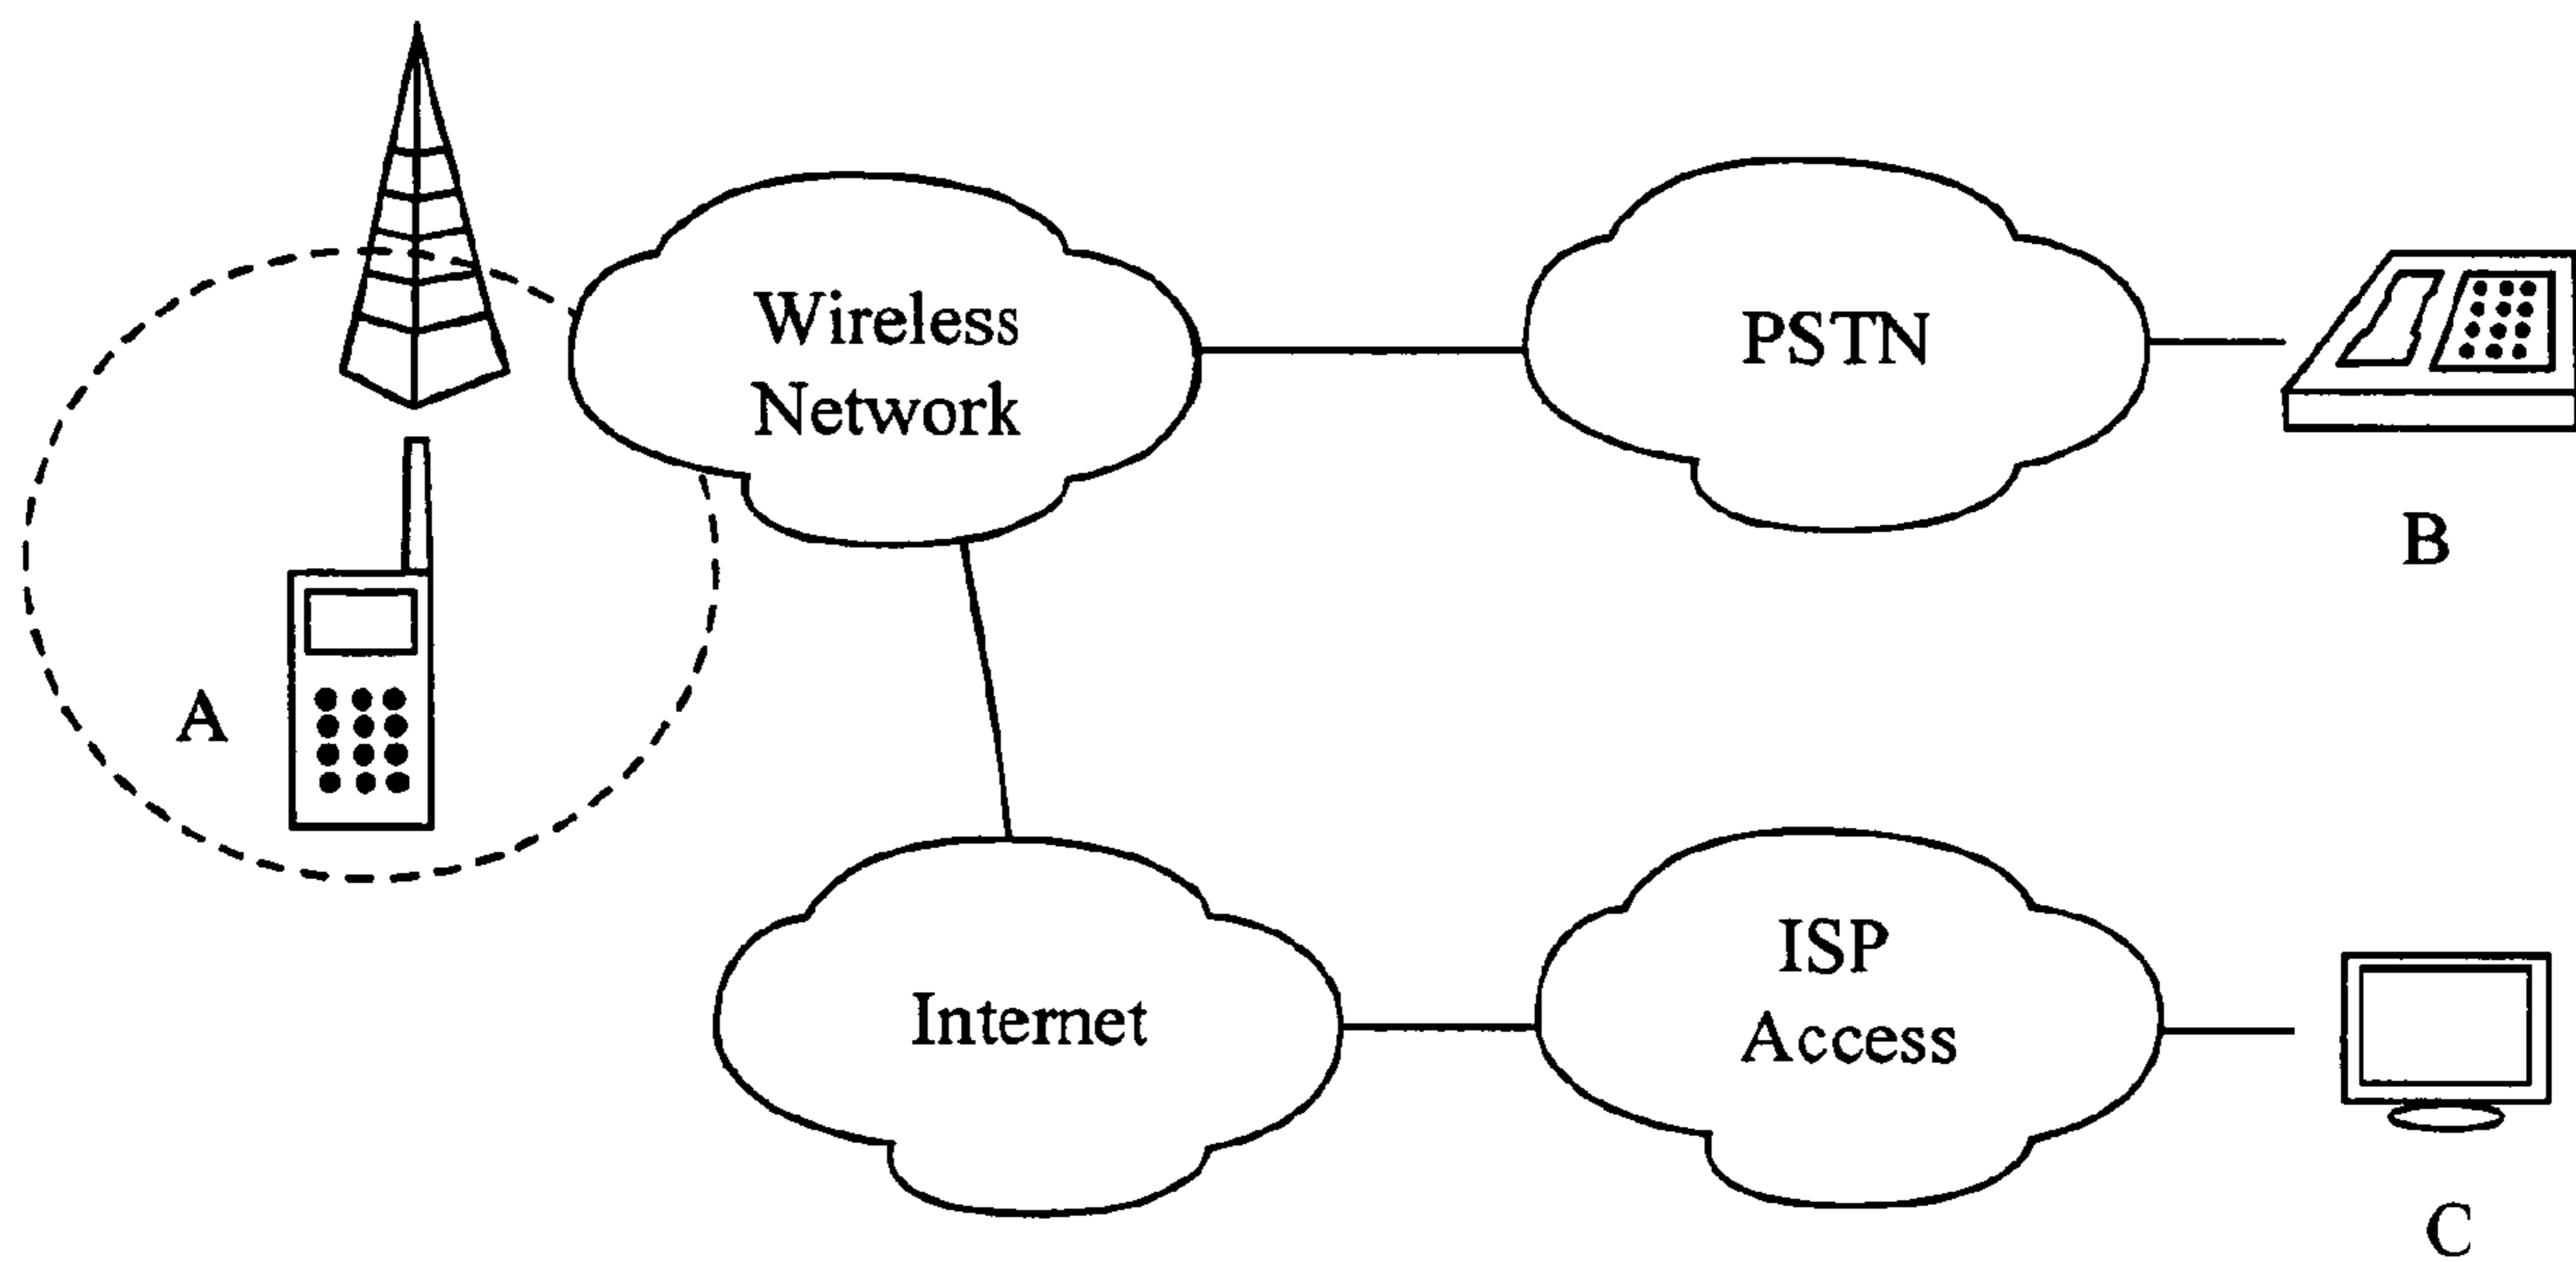 Wireless
Network
PSTN
B
A
Internet
ISP
Access
C